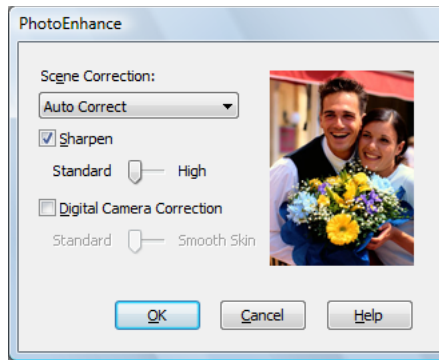 PhotoEnhance
Scene Correction:
Auto Correct
Sharpen
Standard High
Digital Camera Correction
Standard Smooth Skin
OK Cancel Help